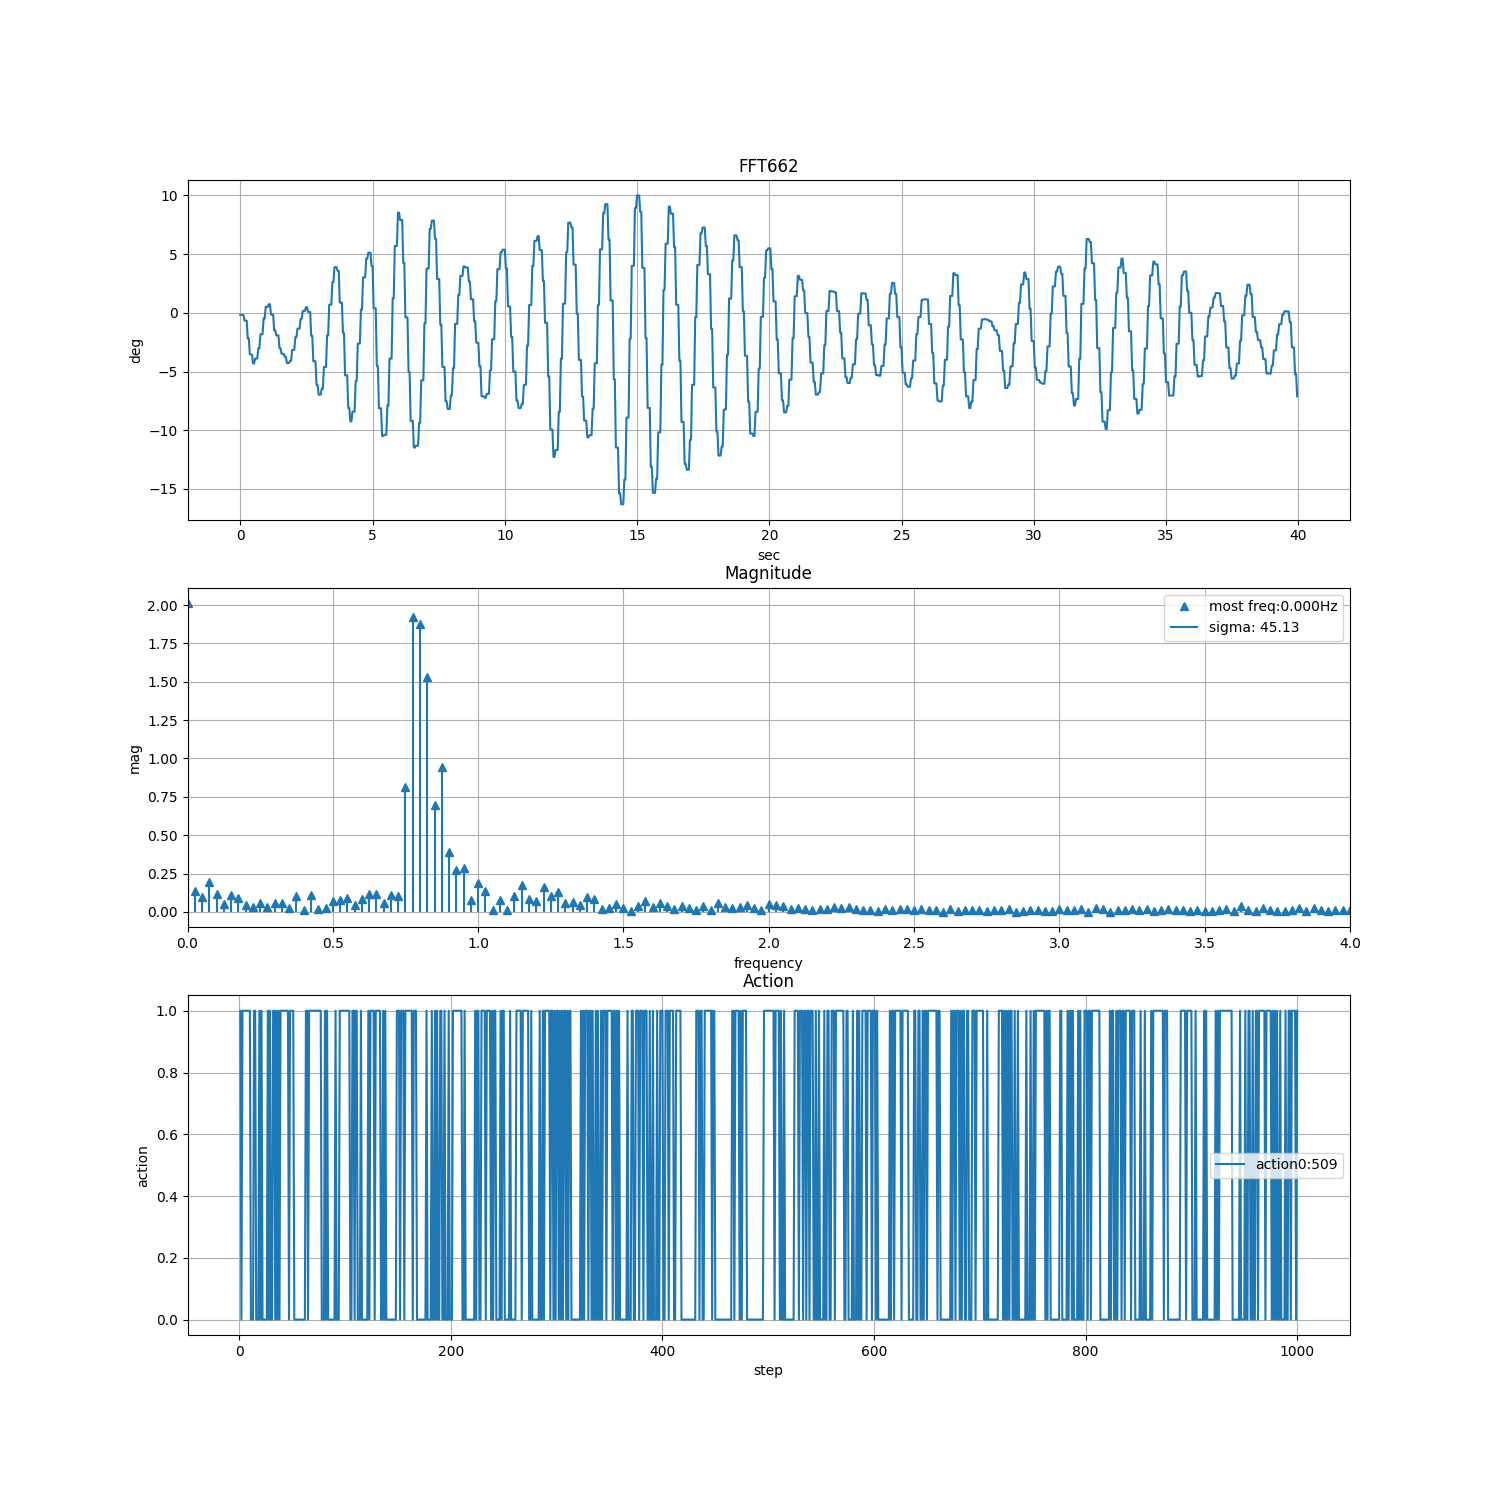 FFT662
10
5
0
−5
−10
−15
deg
0 5 10 15 20 25 30 35 40
sec
Magnitude
2.00
1.75
1.50
1.25
1.00
0.75
0.50
0.25
0.00
mag
most freq:0.000Hz
sigma: 45.13
0.0 0.5 1.0 1.5 2.0 2.5 3.0 3.5 4.0
frequency
Action
1.0
0.8
0.6
0.4
0.2
0.0
action
action0:509
0 200 400 600 800 1000
step